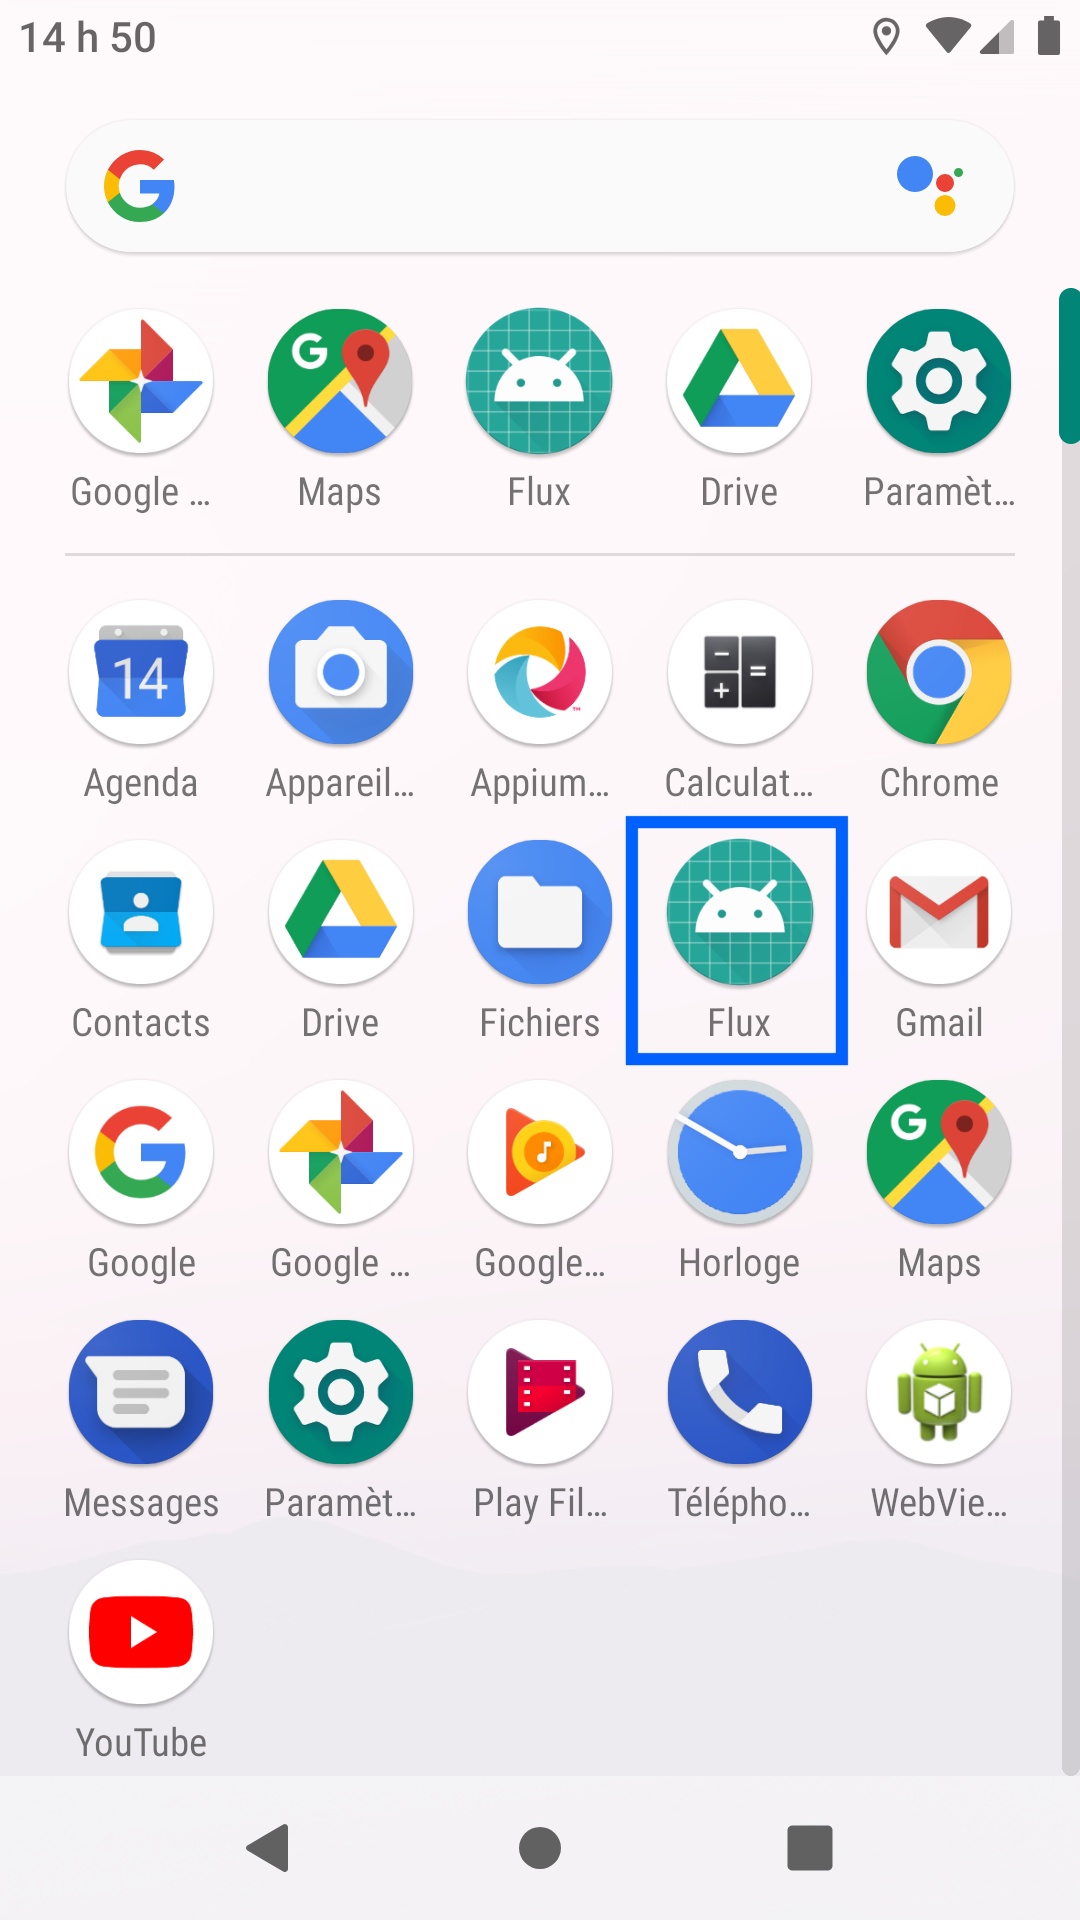 14 h 50
Google ...
Maps
Flux
Drive
Paramèt...
14
Agenda
Appareil...
Appium...
Calculat...
Chrome
Contacts
Drive
Fichiers
Flux
Gmail
Google
Google ...
Google...
Horloge
Maps
Messages
Paramèt...
Play Fil...
Télépho...
WebVie...
YouTube